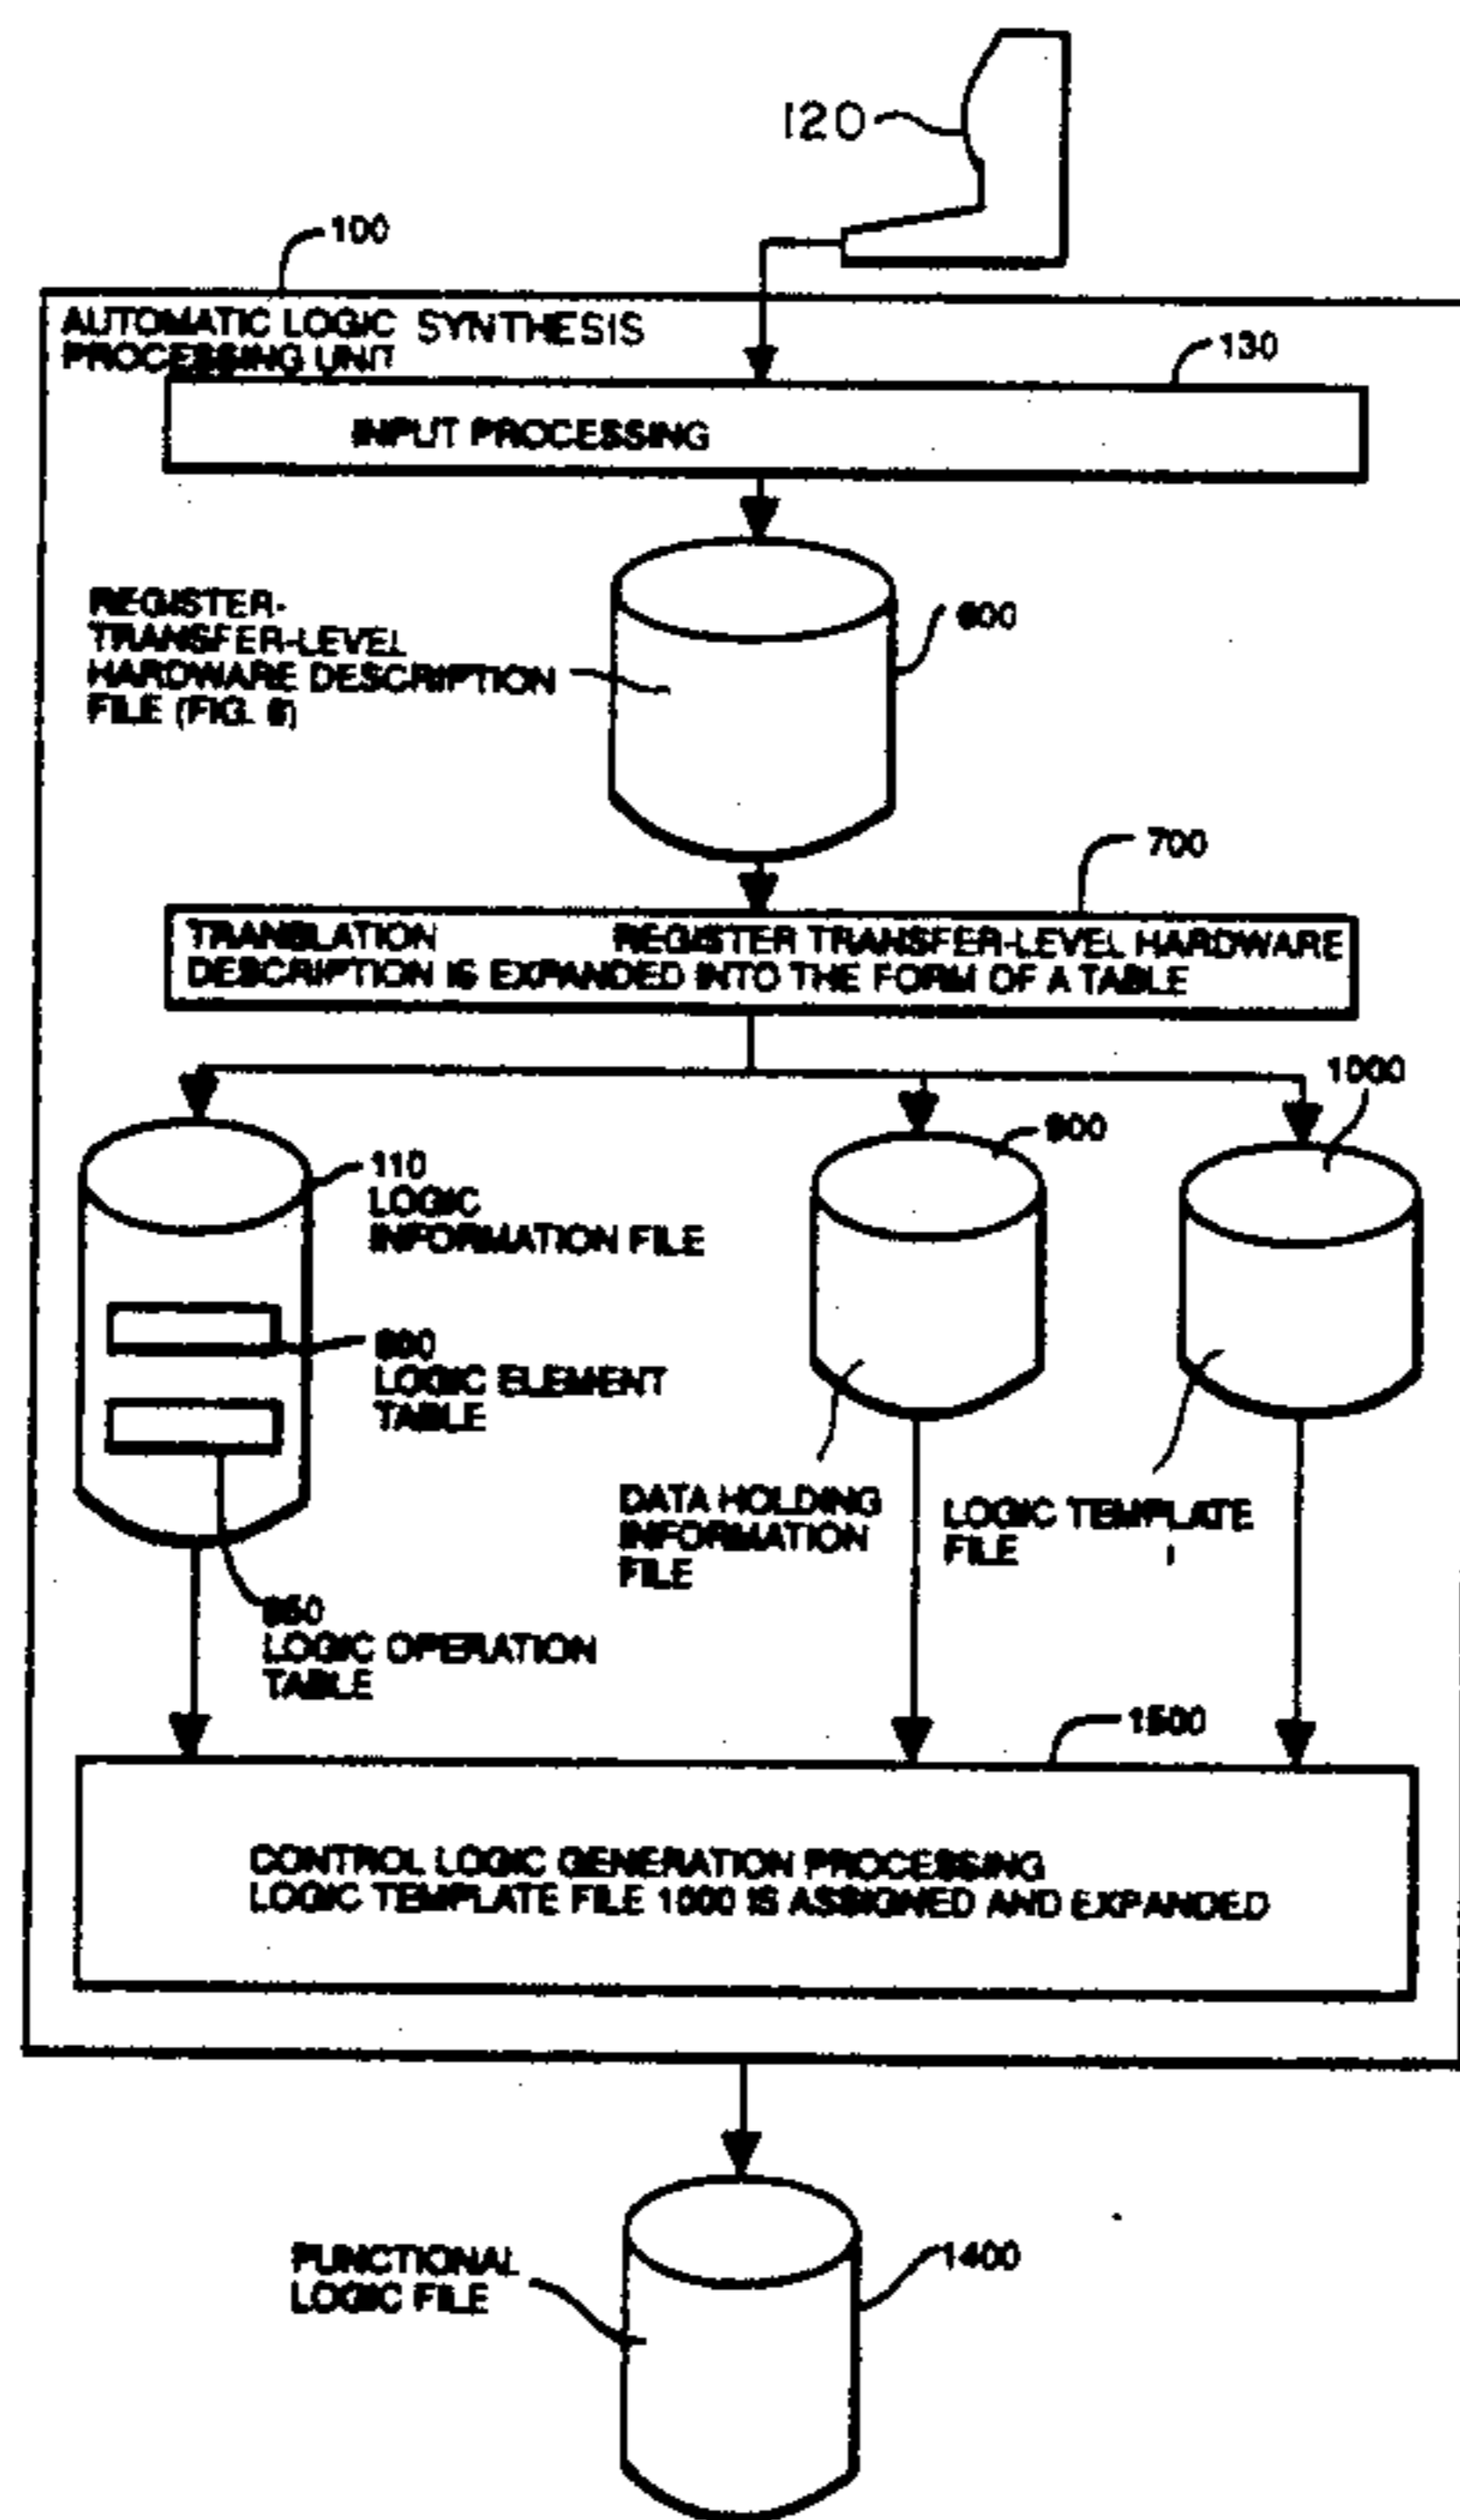 120
100
AUTOMATIC LOGIC SYNTHESIS
PROCESSING UNIT
130
INPUT PROCESSING
REGISTER-
TRANSFER-LEVEL
HARDWARE DESCRIPTION
FILE (FIG. 6)
600
700
TRANSLATION REGISTER TRANSFER-LEVEL HARDWARE
DESCRIPTION IS EXPANDED INTO THE FORM OF A TABLE
1000
900
110
LOGIC
INFORMATION FILE
800
LOGIC ELEMENT
TABLE
DATA HOLDING
INFORMATION
FILE
LOGIC TEMPLATE
FILE
LOGIC OPERATION
TABLE
1500
CONTROL LOGIC GENERATION PROCESSING
LOGIC TEMPLATE FILE 1000 IS ASSIGNED AND EXPANDED
FUNCTIONAL
LOGIC FILE
1400